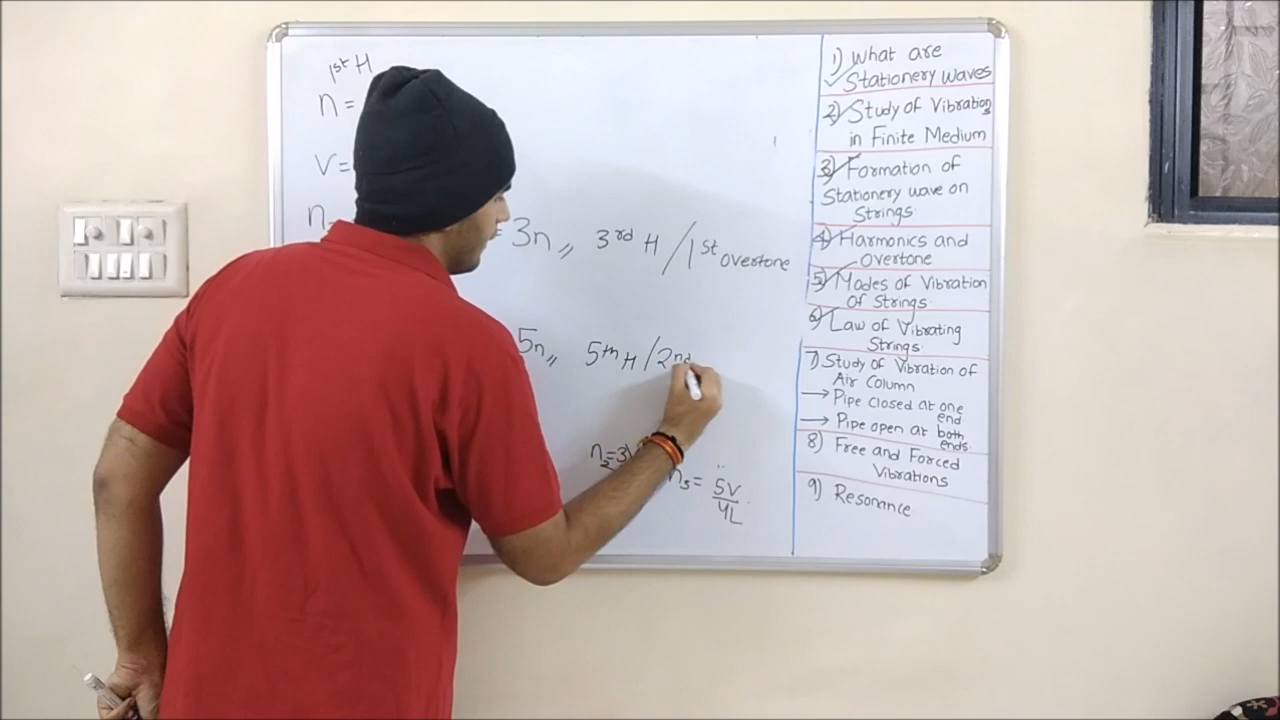 1st H
n =
V =
n = 3n,, 3rd H / 1st overtone
5n,, 5th H / 2nd
n2 = 3V
n3 = 5V
4L
1) What are
Stationery waves
2) Study of Vibrations
in Finite Medium
3) Formation of
Stationery wave on
Strings.
4) Harmonics and
Overtone
5) Modes of Vibration
of Strings.
6) Law of Vibrating
Strings.
7) Study of Vibration of
Air Column
→ Pipe closed at one
end
→ Pipe open at both
ends.
8) Free and Forced
Vibrations
9) Resonance